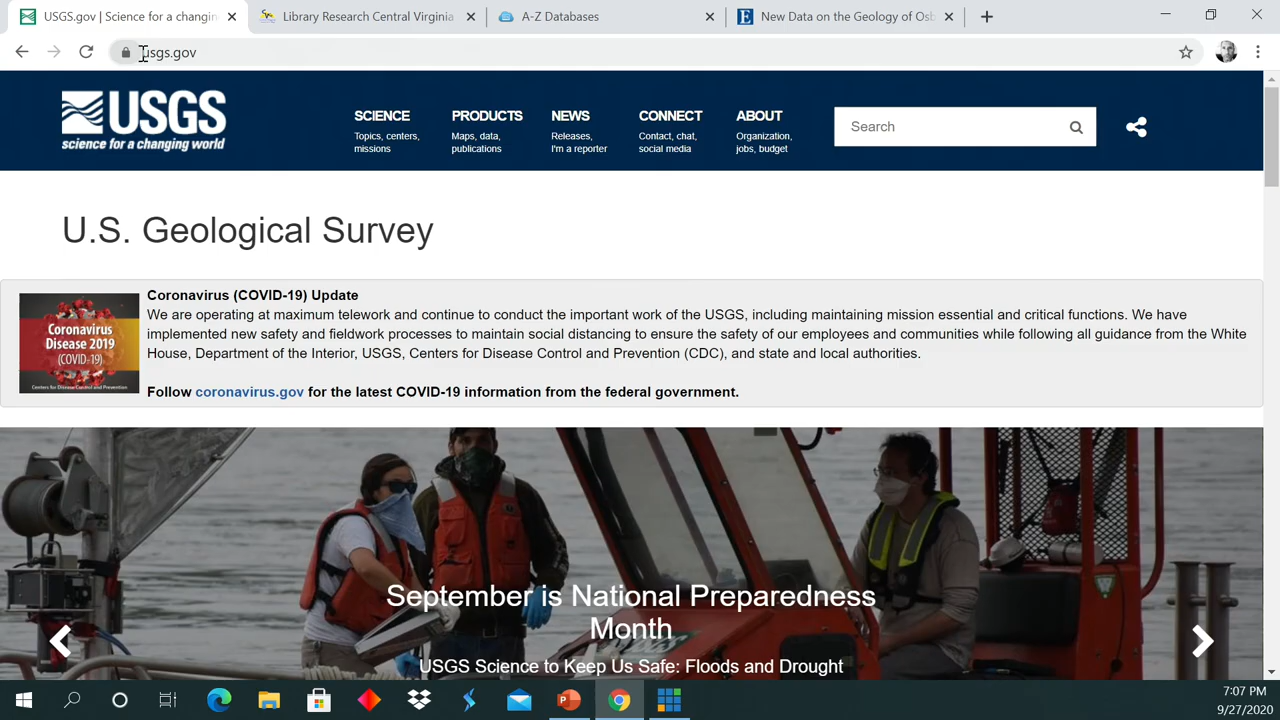 USGS.gov | Science for a changin
Library Research Central Virginia
A-Z Databases
New Data on the Geology of Osb
usgs.gov
USGS
science for a changing world
SCIENCE
Topics, centers,
missions
PRODUCTS
Maps, data,
publications
NEWS
Releases,
I'm a reporter
CONNECT
Contact, chat,
social media
ABOUT
Organization,
jobs, budget
Search
U.S. Geological Survey
Coronavirus
Disease 2019
(COVID-19)
Centers for Disease Control and Prevention
Coronavirus (COVID-19) Update
We are operating at maximum telework and continue to conduct the important work of the USGS, including maintaining mission essential and critical functions. We have
implemented new safety and fieldwork processes to maintain social distancing to ensure the safety of our employees and communities while following all guidance from the White
House, Department of the Interior, USGS, Centers for Disease Control and Prevention (CDC), and state and local authorities.
Follow coronavirus.gov for the latest COVID-19 information from the federal government.
September is National Preparedness
Month
USGS Science to Keep Us Safe: Floods and Drought
7:07 PM
9/27/2020